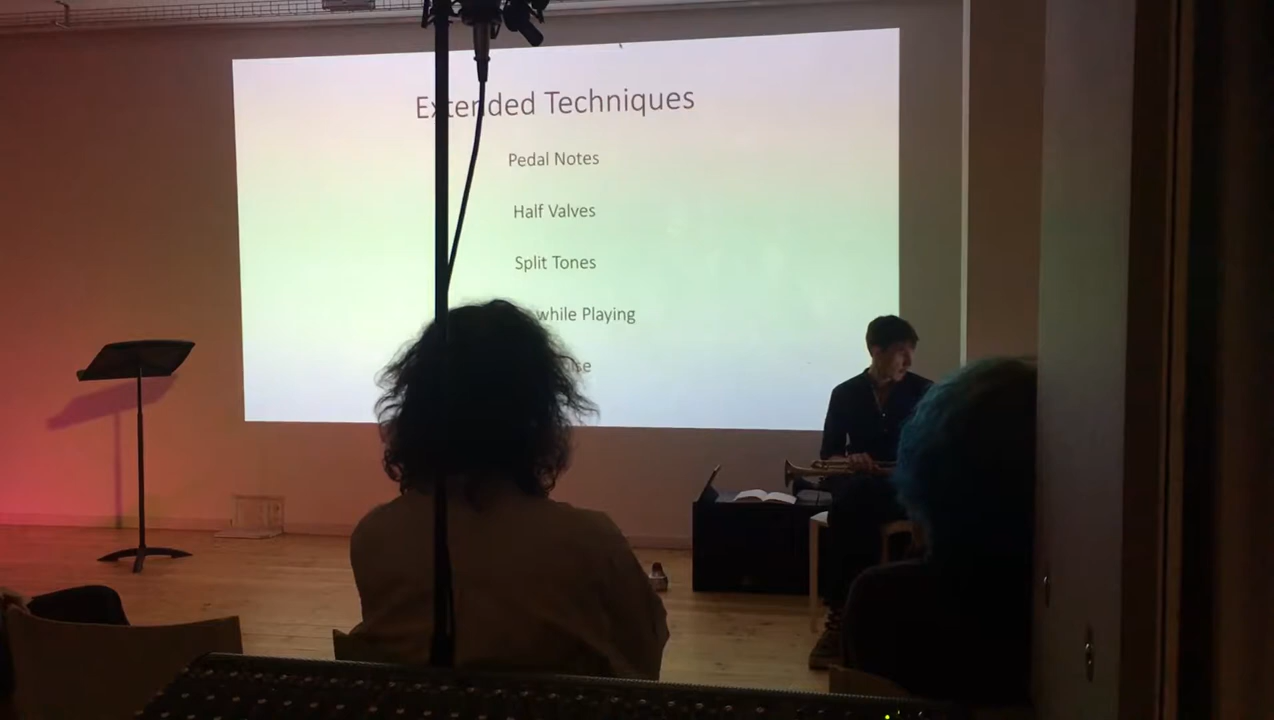 Extended Techniques
Pedal Notes
Half Valves
Split Tones
while Playing